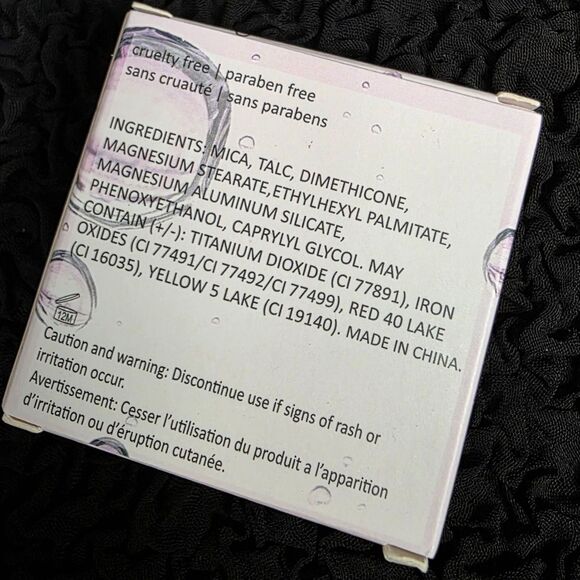 cruelty free | paraben free
sans cruauté | sans parabens
INGREDIENTS: MICA, TALC, DIMETHICONE,
MAGNESIUM STEARATE, ETHYLHEXYL PALMITATE,
MAGNESIUM ALUMINUM SILICATE,
PHENOXYETHANOL, CAPRYLYL GLYCOL. MAY
CONTAIN (+/-): TITANIUM DIOXIDE (CI 77891), IRON
OXIDES (CI 77491/CI 77492/CI 77499), RED 40 LAKE
(CI 16035), YELLOW 5 LAKE (CI 19140). MADE IN CHINA.
12M
Caution and warning: Discontinue use if signs of rash or
irritation occur.
Avertissement: Cesser l'utilisation du produit a l'apparition
d'irritation ou d'éruption cutanée.